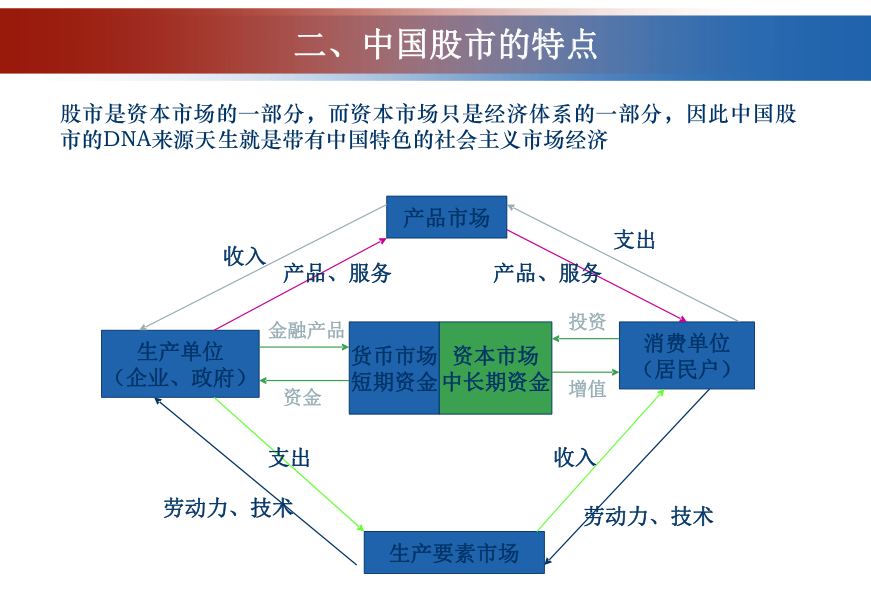 二、中国股市的特点
股市是资本市场的一部分，而资本市场只是经济体系的一部分，因此中国股
市的DNA来源天生就是带有中国特色的社会主义市场经济
产品市场
支出
收入
产品、服务
产品、服务
金融产品
投资
生产单位
（企业、政府）
货币市场
短期资金
资本市场
中长期资金
消费单位
（居民户）
资金
增值
支出
收入
劳动力、技术
劳动力、技术
生产要素市场